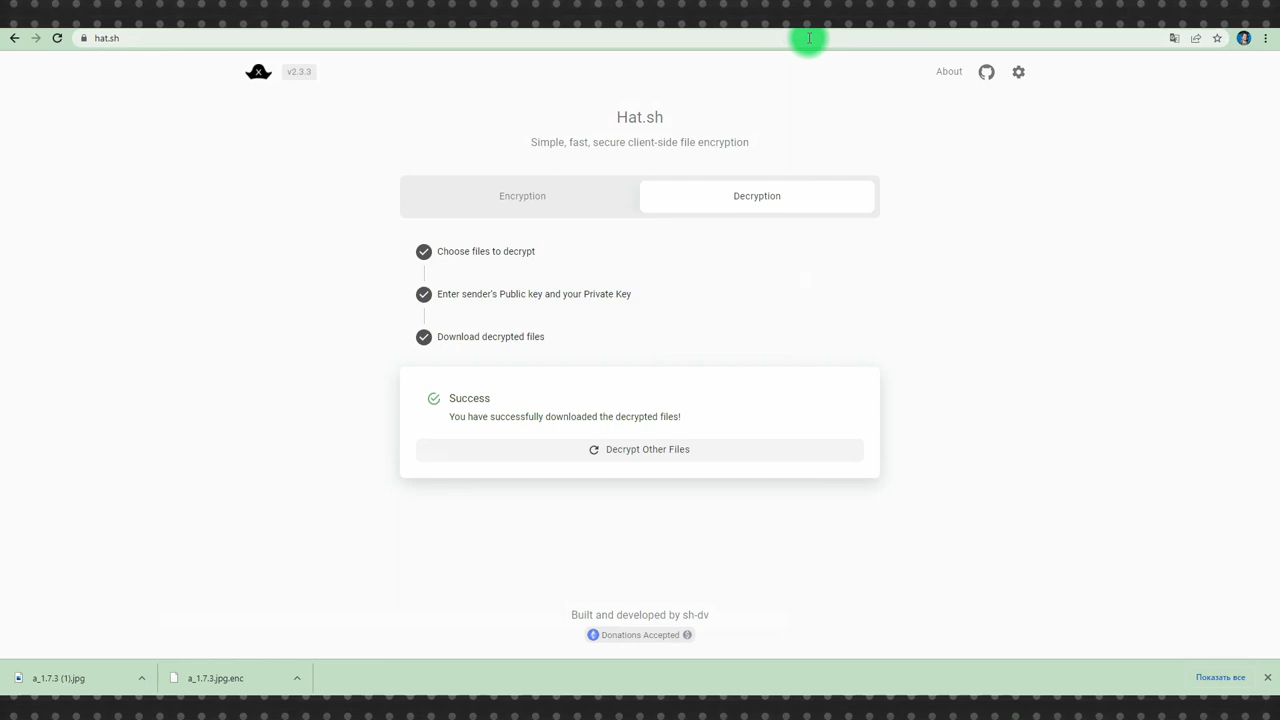 hat.sh
v2.3.3
About
Hat.sh
Simple, fast, secure client-side file encryption
Encryption
Decryption
Choose files to decrypt
Enter sender's Public key and your Private Key
Download decrypted files
Success
You have successfully downloaded the decrypted files!
Decrypt Other Files
Built and developed by sh-dv
Donations Accepted
a_1.7.3 (1).jpg
a_1.7.3.jpg.enc
Показать все